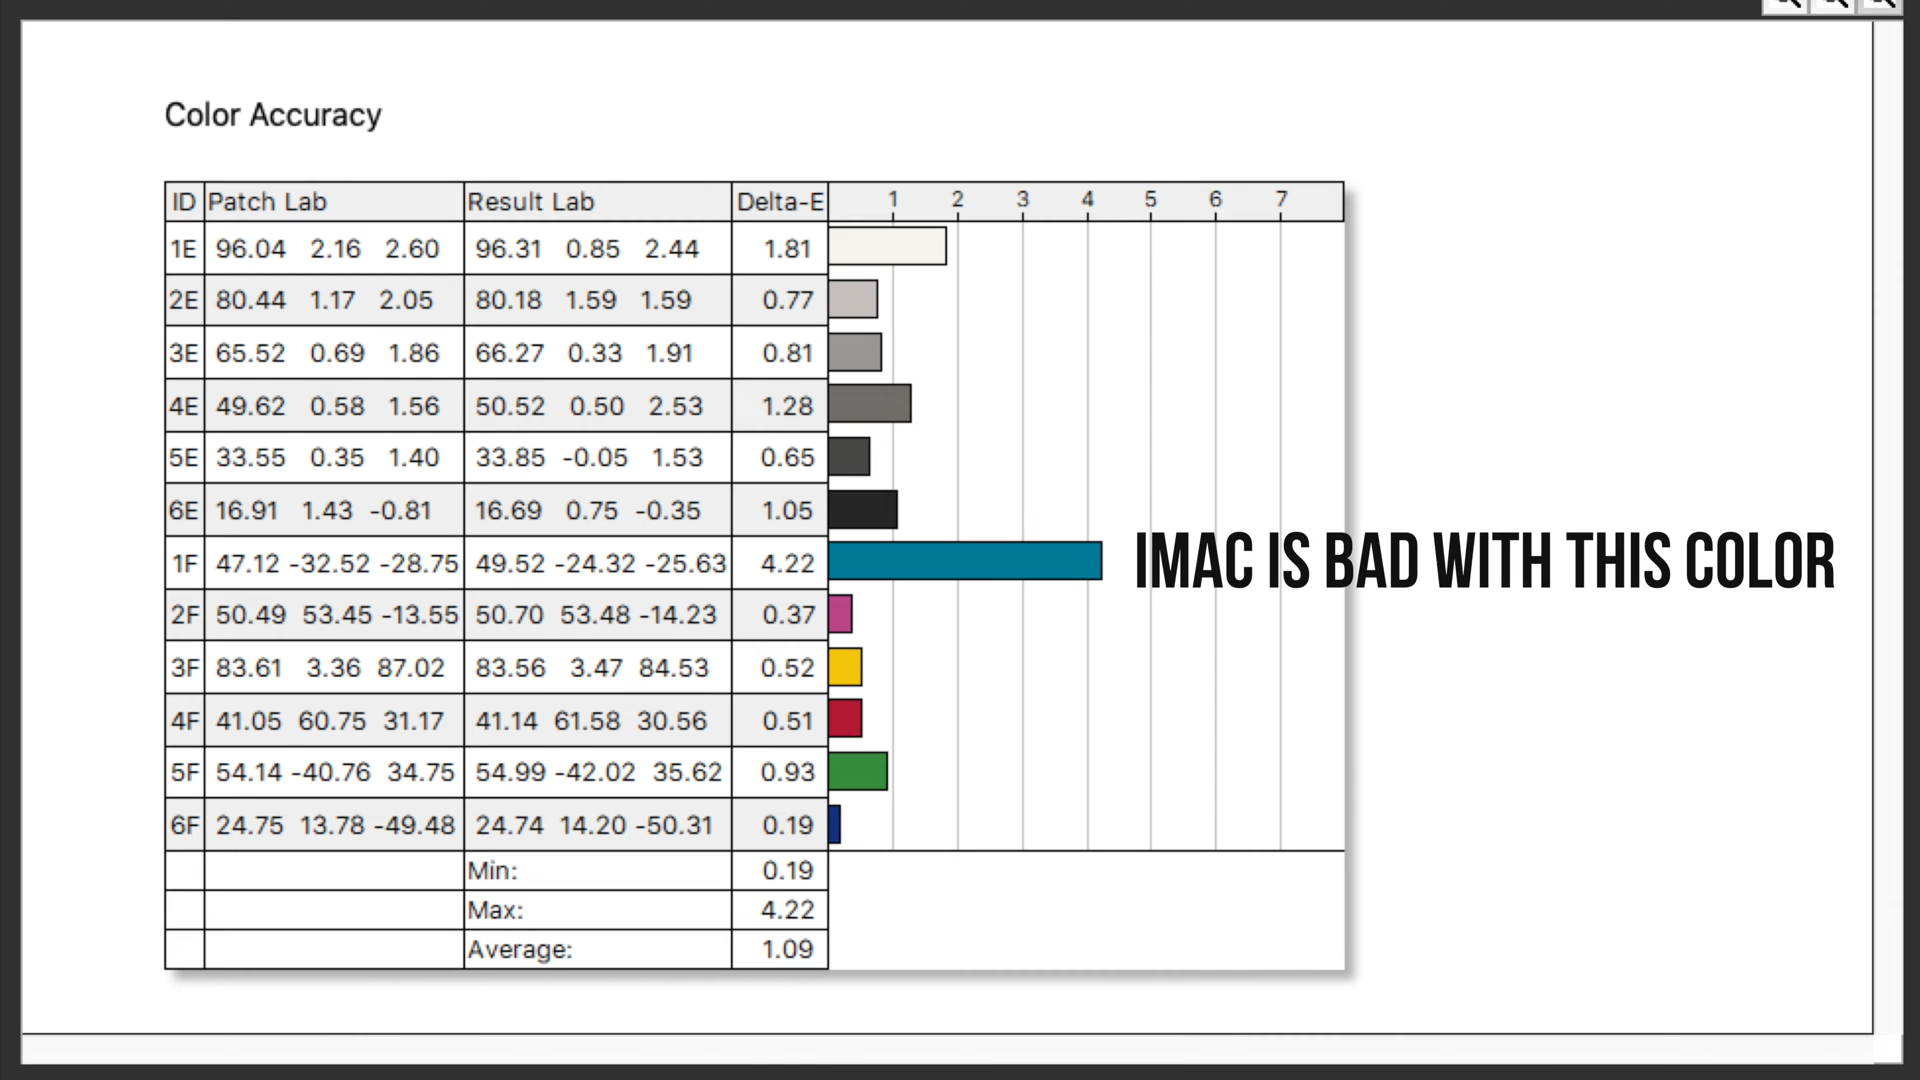 Color Accuracy
ID Patch Lab Result Lab Delta-E 1 2 3 4 5 6 7
1E 96.04 2.16 2.60 96.31 0.85 2.44 1.81
2E 80.44 1.17 2.05 80.18 1.59 1.59 0.77
3E 65.52 0.69 1.86 66.27 0.33 1.91 0.81
4E 49.62 0.58 1.56 50.52 0.50 2.53 1.28
5E 33.55 0.35 1.40 33.85 -0.05 1.53 0.65
6E 16.91 1.43 -0.81 16.69 0.75 -0.35 1.05
1F 47.12 -32.52 -28.75 49.52 -24.32 -25.63 4.22 IMAC IS BAD WITH THIS COLOR
2F 50.49 53.45 -13.55 50.70 53.48 -14.23 0.37
3F 83.61 3.36 87.02 83.56 3.47 84.53 0.52
4F 41.05 60.75 31.17 41.14 61.58 30.56 0.51
5F 54.14 -40.76 34.75 54.99 -42.02 35.62 0.93
6F 24.75 13.78 -49.48 24.74 14.20 -50.31 0.19
Min: 0.19
Max: 4.22
Average: 1.09